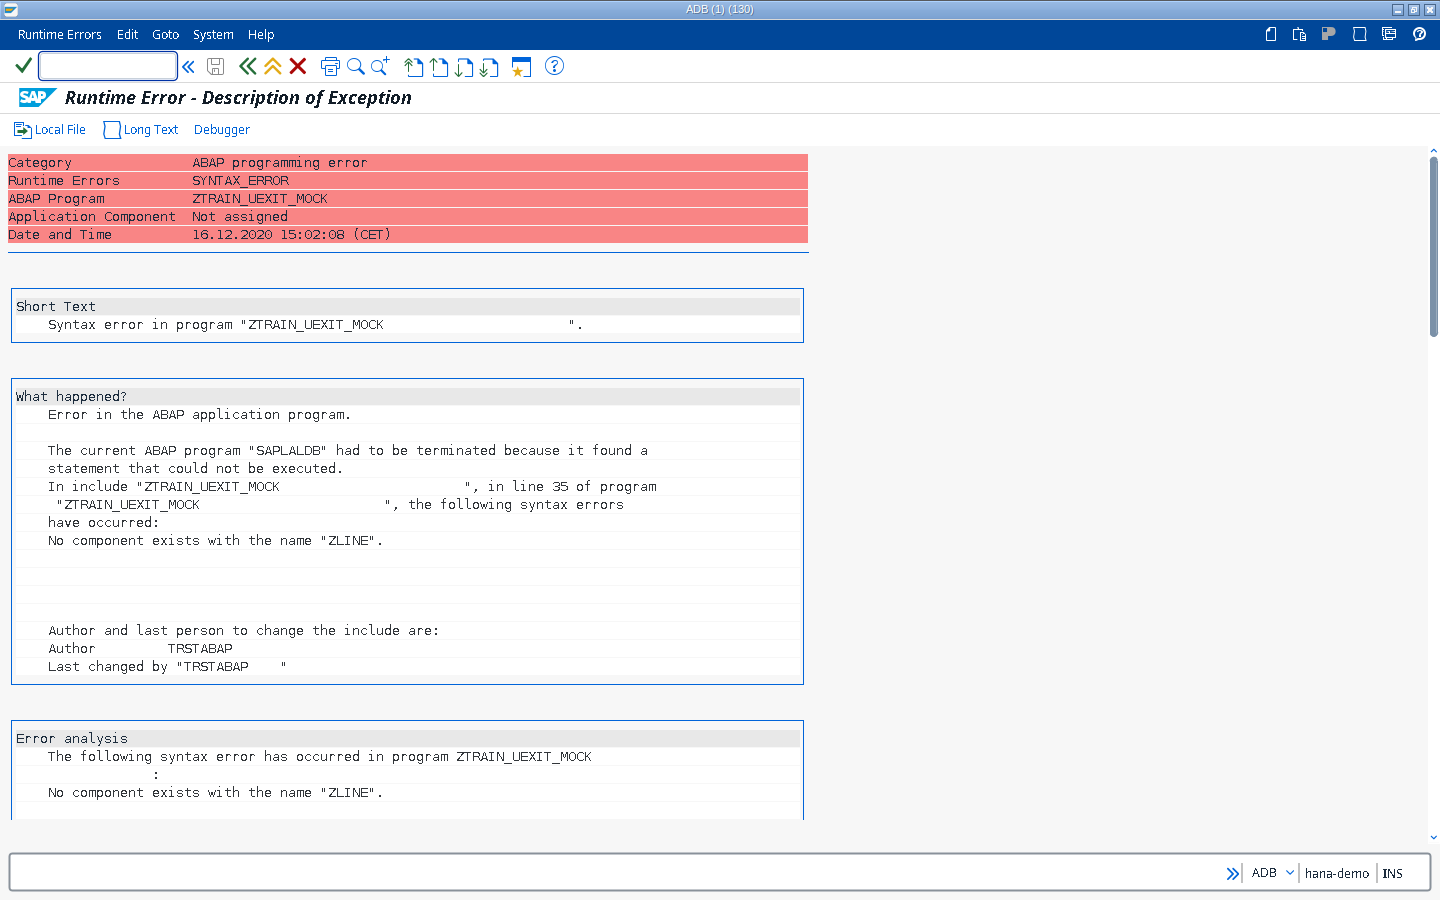 ADB (1) (130)
Runtime Errors Edit Goto System Help
SAP Runtime Error - Description of Exception
Local File Long Text Debugger
Category ABAP programming error
Runtime Errors SYNTAX_ERROR
ABAP Program ZTRAIN_UEXIT_MOCK
Application Component Not assigned
Date and Time 16.12.2020 15:02:08 (CET)
Short Text
Syntax error in program "ZTRAIN_UEXIT_MOCK ".
What happened?
Error in the ABAP application program.
The current ABAP program "SAPLALDB" had to be terminated because it found a
statement that could not be executed.
In include "ZTRAIN_UEXIT_MOCK ", in line 35 of program
"ZTRAIN_UEXIT_MOCK ", the following syntax errors
have occurred:
No component exists with the name "ZLINE".
Author and last person to change the include are:
Author TRSTABAP
Last changed by "TRSTABAP "
Error analysis
The following syntax error has occurred in program ZTRAIN_UEXIT_MOCK
:
No component exists with the name "ZLINE".
ADB hana-demo INS